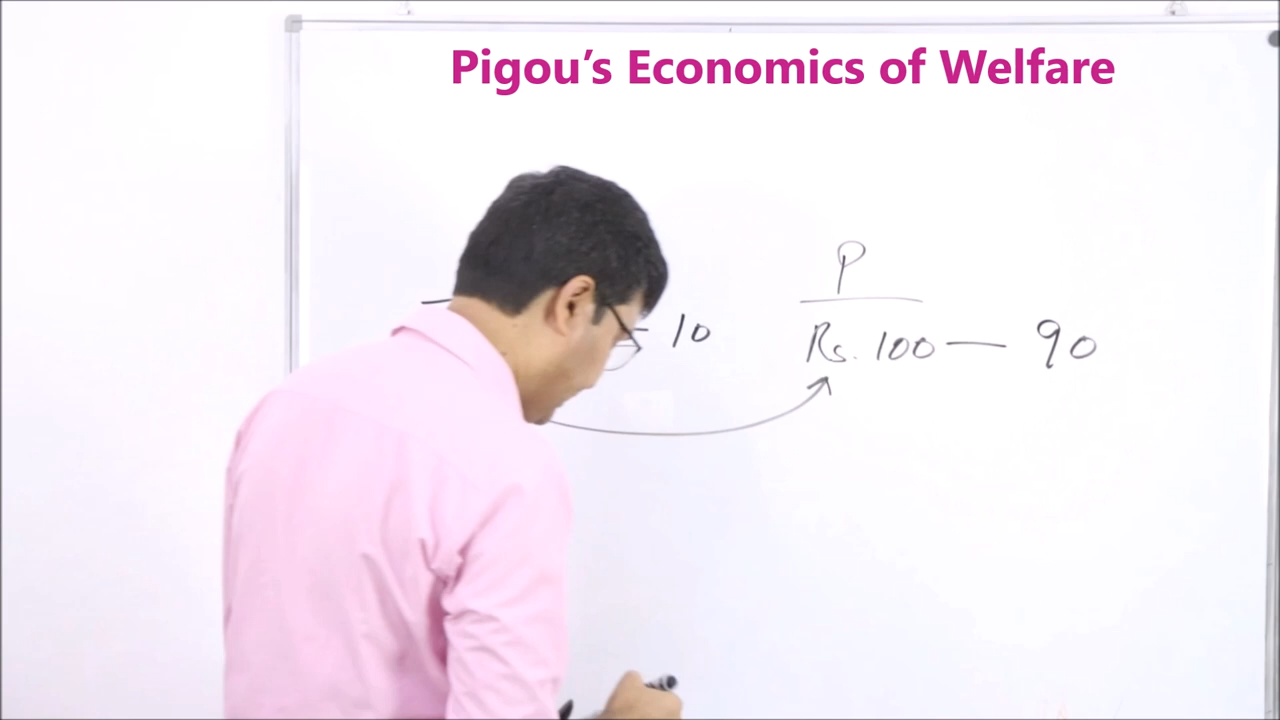 Pigou’s Economics of Welfare
P
- 10 Rs. 100 — 90